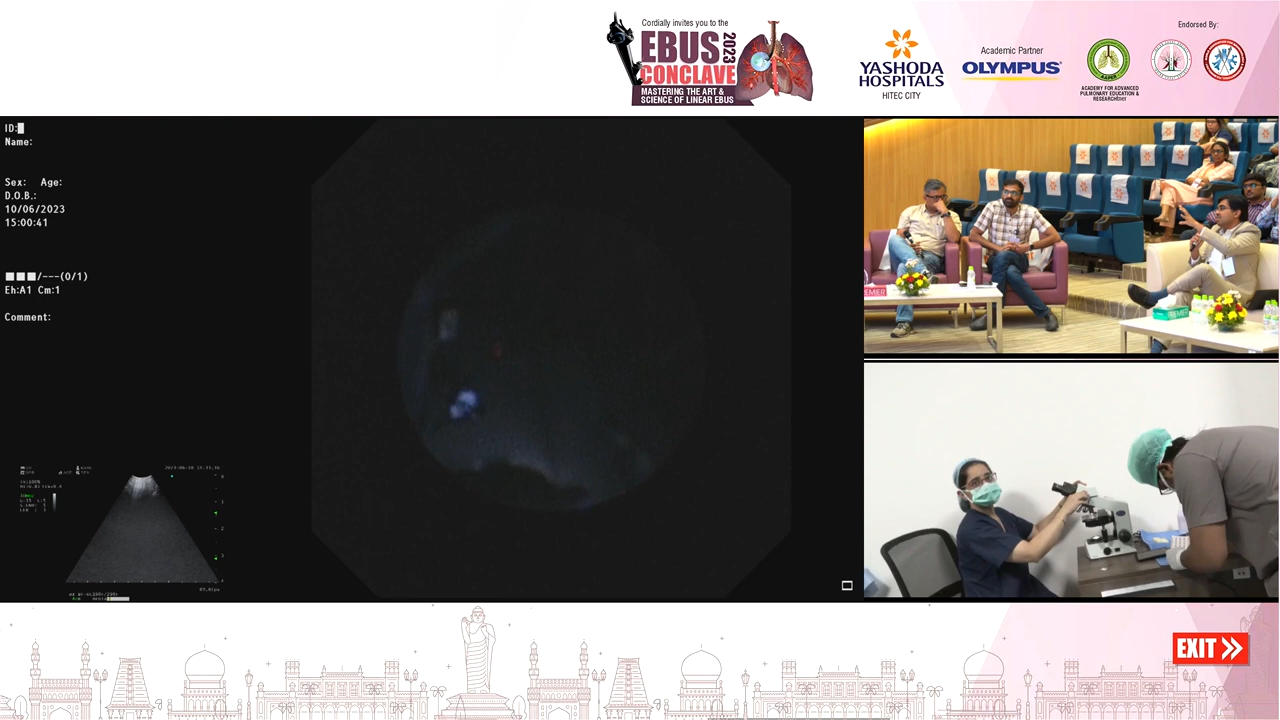 Cordially invites you to the
EBUS 2023
CONCLAVE
MASTERING THE ART &
SCIENCE OF LINEAR EBUS
YASHODA
HOSPITALS
HITEC CITY
Academic Partner
OLYMPUS
Endorsed By:
ACADEMY FOR ADVANCED
PULMONARY EDUCATION &
ID:
Name:
Sex: Age:
D.O.B.:
10/06/2023
15:00:41
■■■/---(0/1)
Eh:A1 Cm:1
Comment:
EXIT